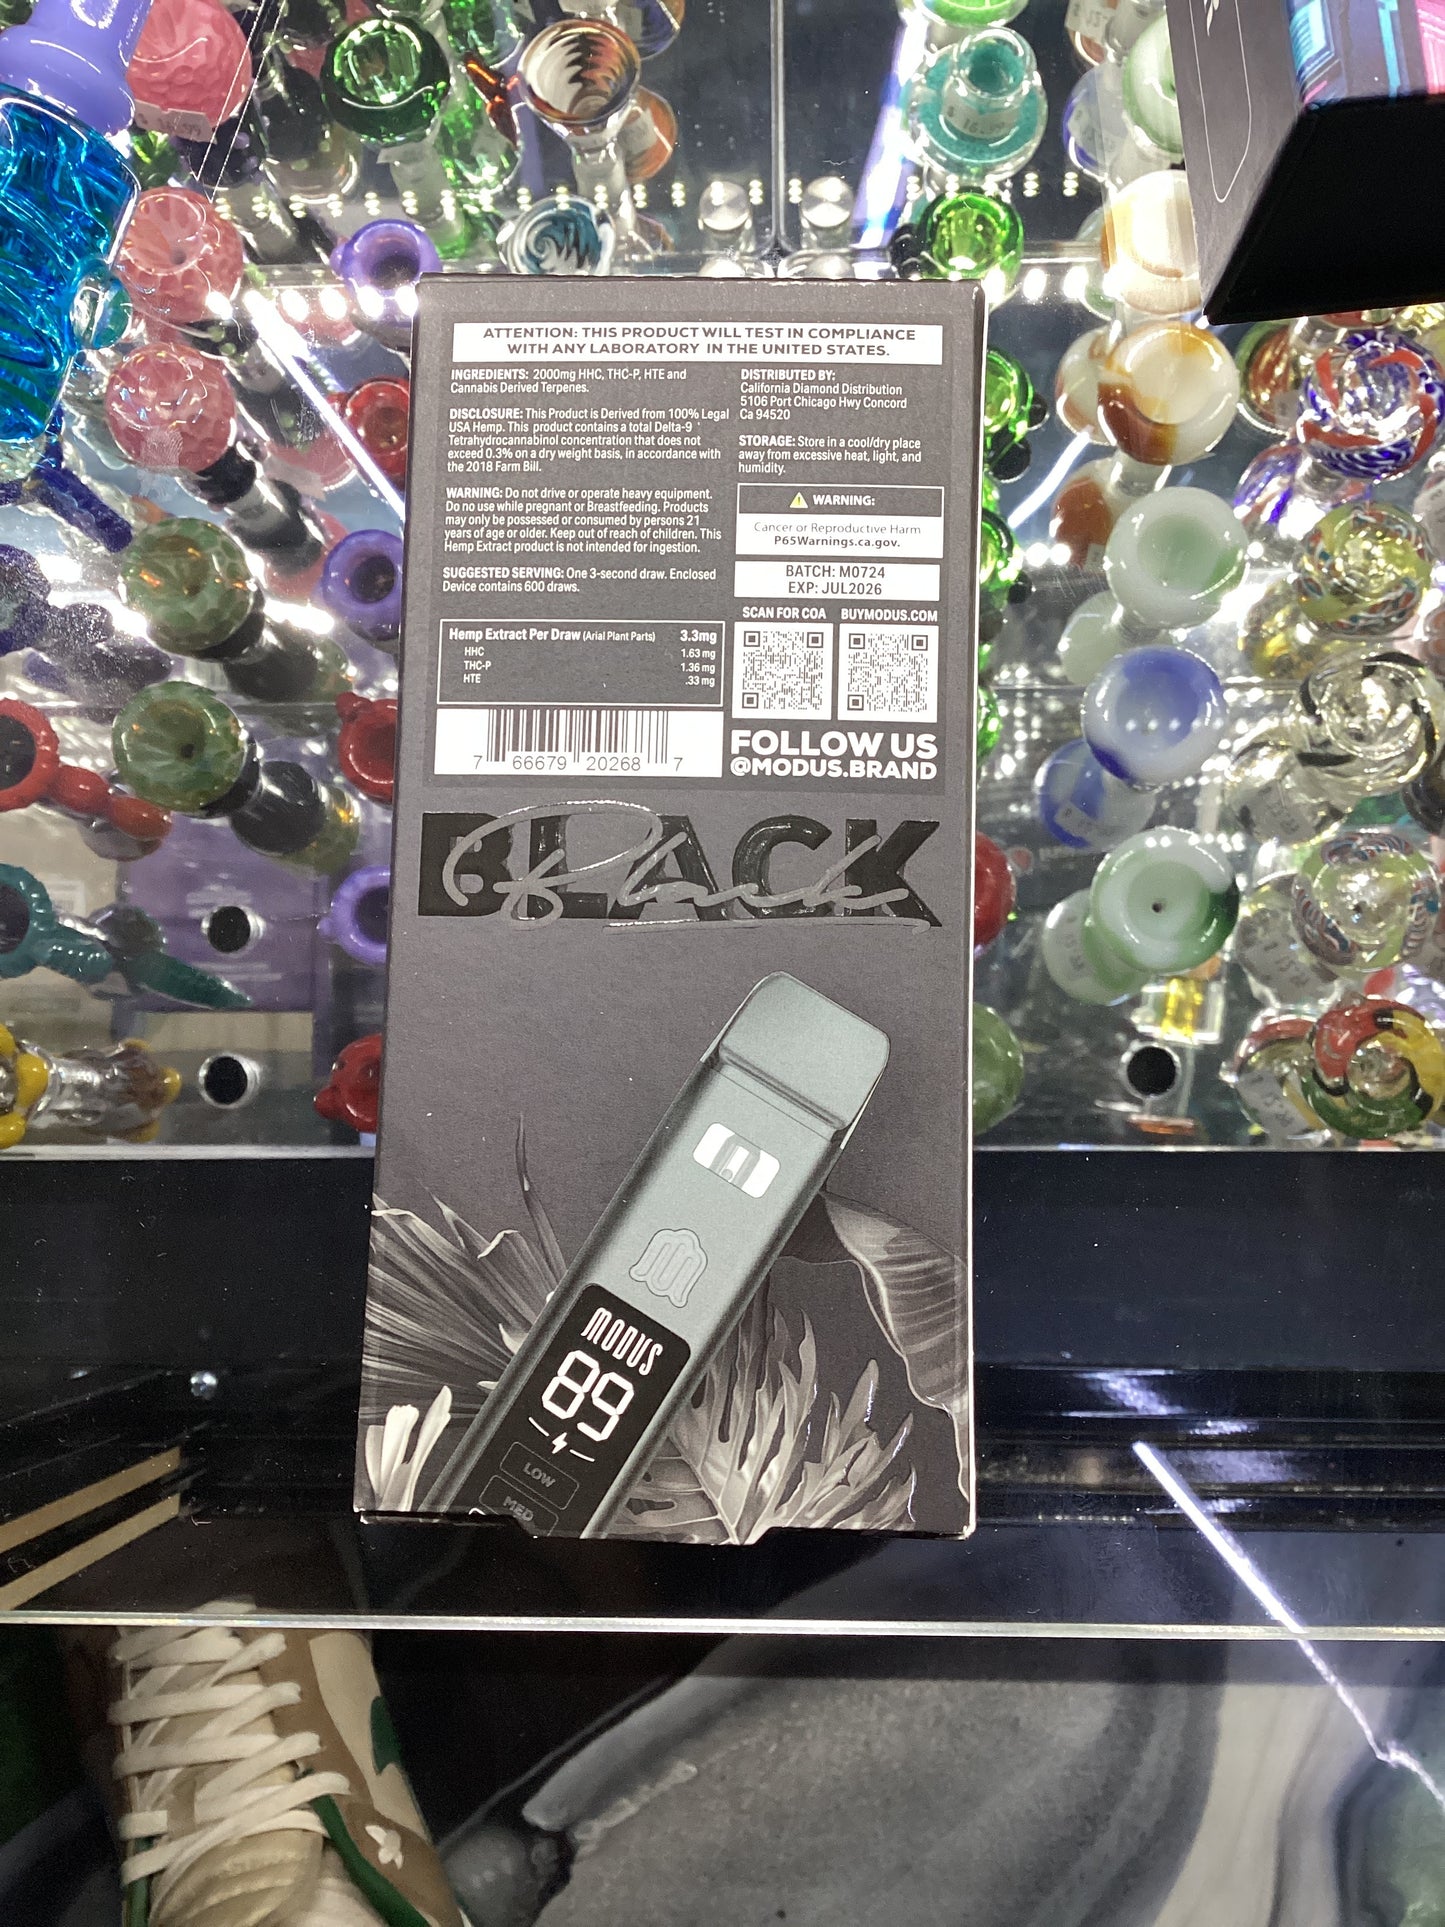 ATTENTION: THIS PRODUCT WILL TEST IN COMPLIANCE
WITH ANY LABORATORY IN THE UNITED STATES.
INGREDIENTS: 2000mg HHC, THC-P, HTE and
Cannabis Derived Terpenes.
DISCLOSURE: This Product is Derived from 100% Legal
USA Hemp. This product contains a total Delta-9
Tetrahydrocannabinol concentration that does not
exceed 0.3% on a dry weight basis, in accordance with
the 2018 Farm Bill.
WARNING: Do not drive or operate heavy equipment.
Do no use while pregnant or Breastfeeding. Products
may only be possessed or consumed by persons 21
years of age or older. Keep out of reach of children. This
Hemp Extract product is not intended for ingestion.
SUGGESTED SERVING: One 3-second draw. Enclosed
Device contains 600 draws.
Hemp Extract Per Draw (Arial Plant Parts) 3.3mg
HHC 1.63 mg
THC-P 1.36 mg
HTE .33 mg
7 66679 20268 7
DISTRIBUTED BY:
California Diamond Distribution
5106 Port Chicago Hwy Concord
Ca 94520
STORAGE: Store in a cool/dry place
away from excessive heat, light, and
humidity.
WARNING:
Cancer or Reproductive Harm
P65Warnings.ca.gov.
BATCH: M0724
EXP: JUL2026
SCAN FOR COA BUYMODUS.COM
FOLLOW US
@MODUS.BRAND
BLACK
Black
MODUS
89
LOW
MED